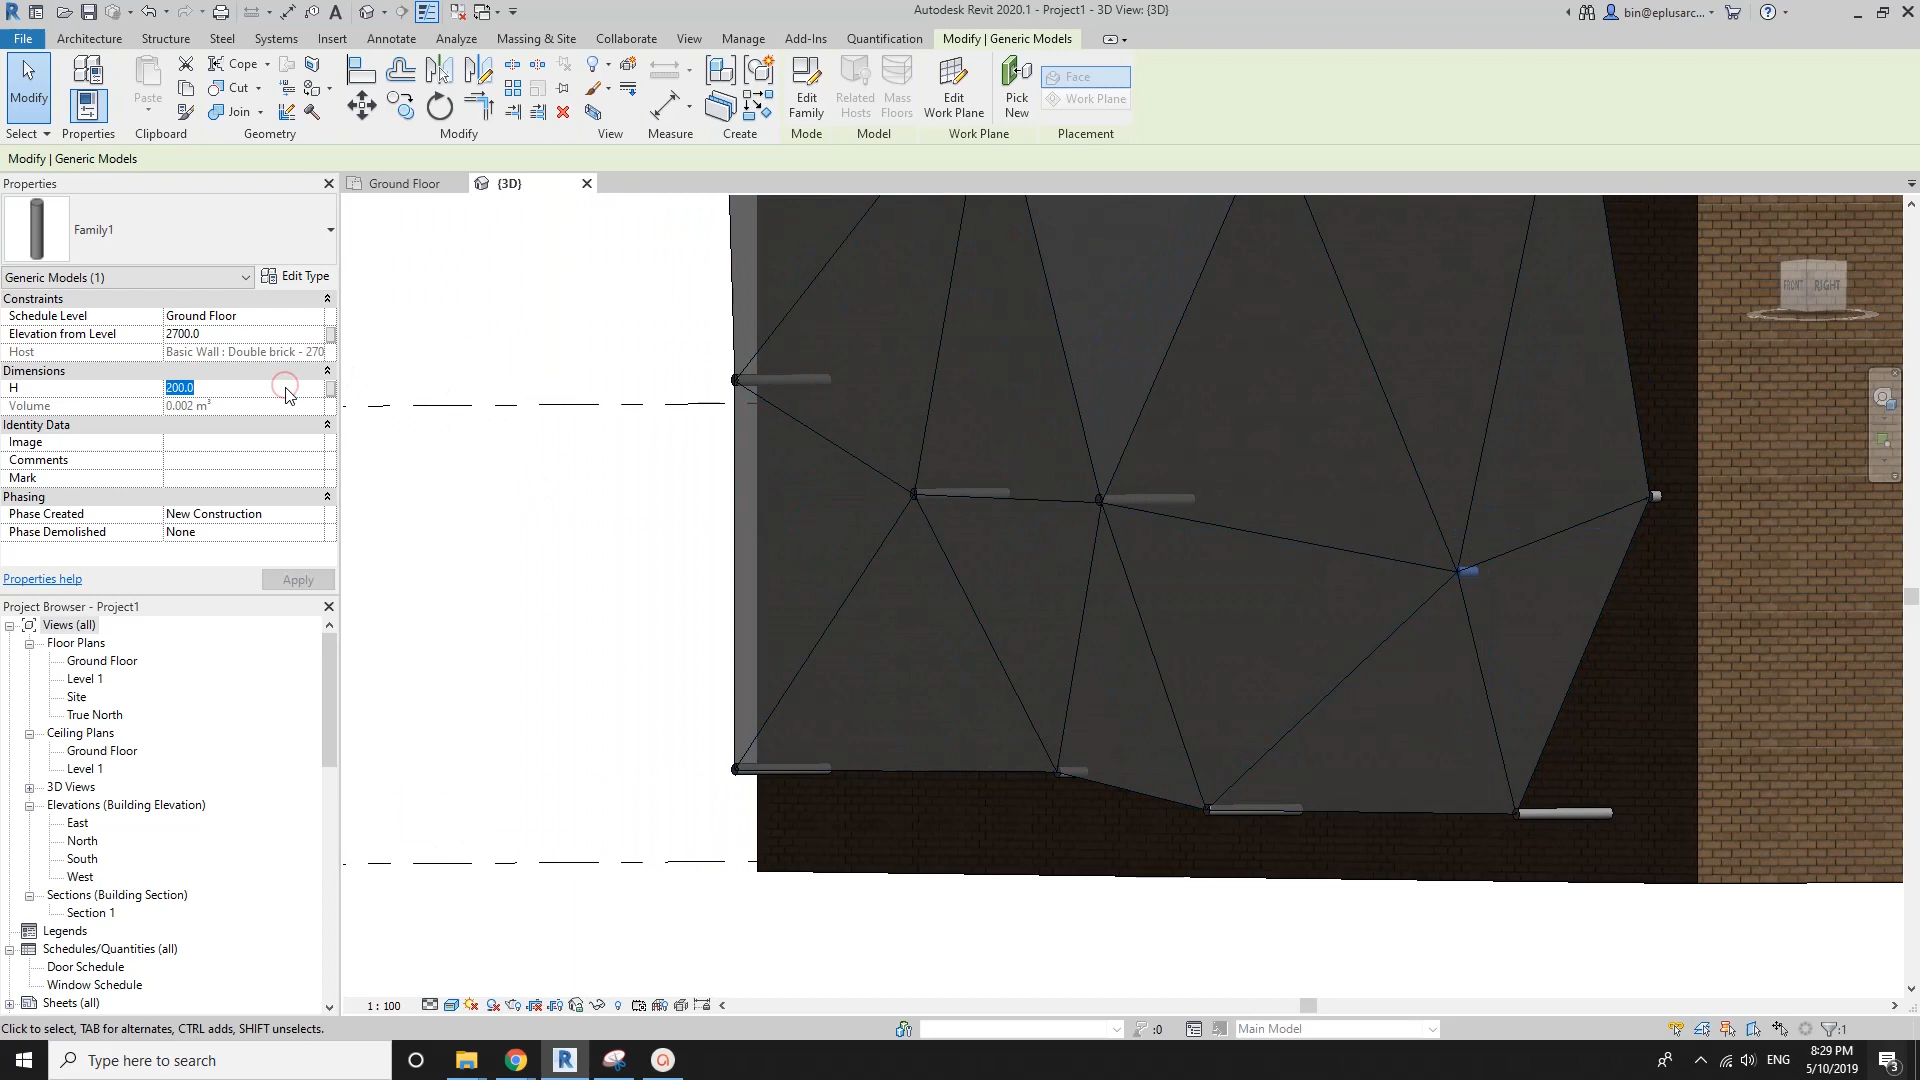 Autodesk Revit 2020.1 - Project1 - 3D View: {3D}
bin@eplusarc...
File Architecture Structure Steel Systems Insert Annotate Analyze Massing & Site Collaborate View Manage Add-Ins Quantification Modify | Generic Models
Modify
Paste
Cope
Cut
Join
Edit Family
Related Hosts
Mass Floors
Edit Work Plane
Pick New
Face
Work Plane
Select Properties Clipboard Geometry Modify View Measure Create Mode Model Work Plane Placement
Modify | Generic Models
Properties
Ground Floor
{3D}
Family1
Generic Models (1)
Edit Type
Constraints
Schedule Level Ground Floor
Elevation from Level 2700.0
Host Basic Wall : Double brick - 270
Dimensions
H 200.0
Volume 0.002 m³
Identity Data
Image
Comments
Mark
Phasing
Phase Created New Construction
Phase Demolished None
Properties help
Apply
Project Browser - Project1
Views (all)
Floor Plans
Ground Floor
Level 1
Site
True North
Ceiling Plans
Ground Floor
Level 1
3D Views
Elevations (Building Elevation)
East
North
South
West
Sections (Building Section)
Section 1
Legends
Schedules/Quantities (all)
Door Schedule
Window Schedule
Sheets (all)
FRONT RIGHT
1 : 100
Click to select, TAB for alternates, CTRL adds, SHIFT unselects.
:0
Main Model
:1
Type here to search
ENG
8:29 PM
5/10/2019
3